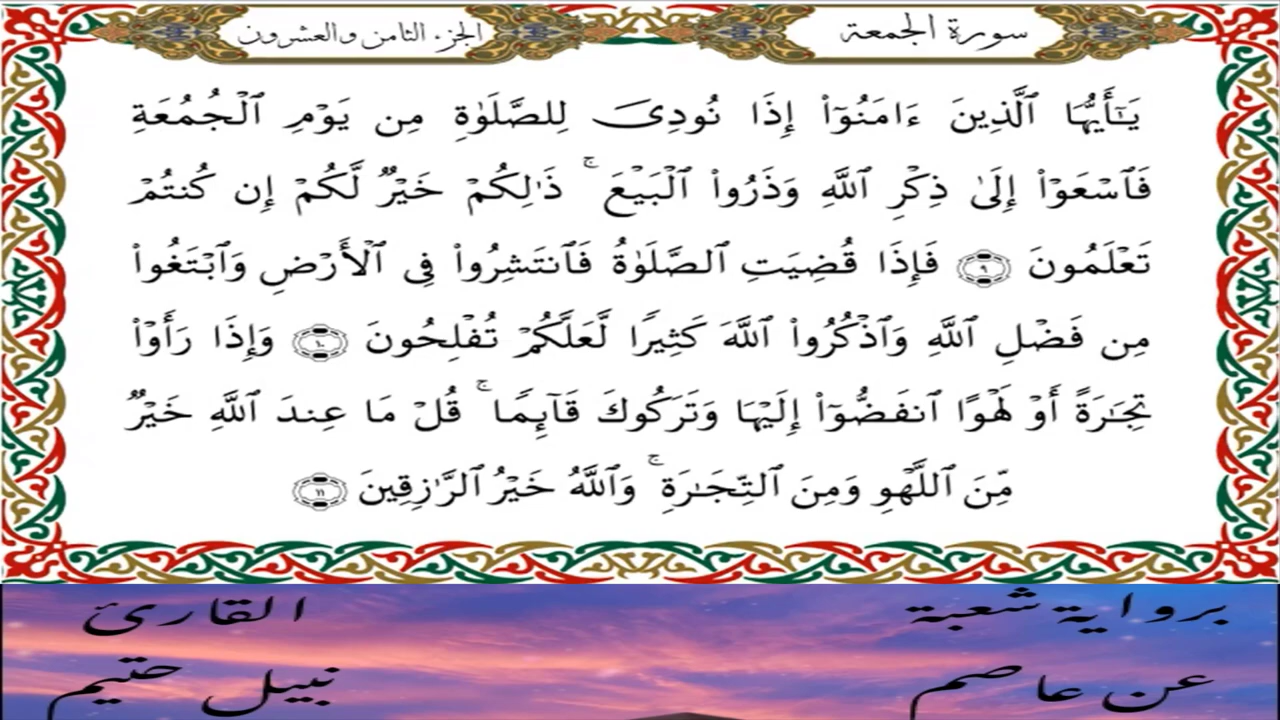 سورة الجمعة
الجزء الثامن والعشرون
يَٰٓأَيُّهَا ٱلَّذِينَ ءَامَنُوٓاْ إِذَا نُودِيَ لِلصَّلَوٰةِ مِن يَوْمِ ٱلْجُمُعَةِ
فَٱسْعَوْاْ إِلَىٰ ذِكْرِ ٱللَّهِ وَذَرُواْ ٱلْبَيْعَ ۚ ذَٰلِكُمْ خَيْرٌ لَّكُمْ إِن كُنتُمْ
تَعْلَمُونَ ٩ فَإِذَا قُضِيَتِ ٱلصَّلَوٰةُ فَٱنتَشِرُواْ فِى ٱلْأَرْضِ وَٱبْتَغُواْ
مِن فَضْلِ ٱللَّهِ وَٱذْكُرُواْ ٱللَّهَ كَثِيرًا لَّعَلَّكُمْ تُفْلِحُونَ ١٠ وَإِذَا رَأَوْاْ
تِجَٰرَةً أَوْ لَهْوًا ٱنفَضُّوٓاْ إِلَيْهَا وَتَرَكُوكَ قَآئِمًا ۚ قُلْ مَا عِندَ ٱللَّهِ خَيْرٌ
مِّنَ ٱللَّهْوِ وَمِنَ ٱلتِّجَٰرَةِ ۚ وَٱللَّهُ خَيْرُ ٱلرَّٰزِقِينَ ١١
برواية شعبة
عن عاصم
القارئ
نبيل حتيم